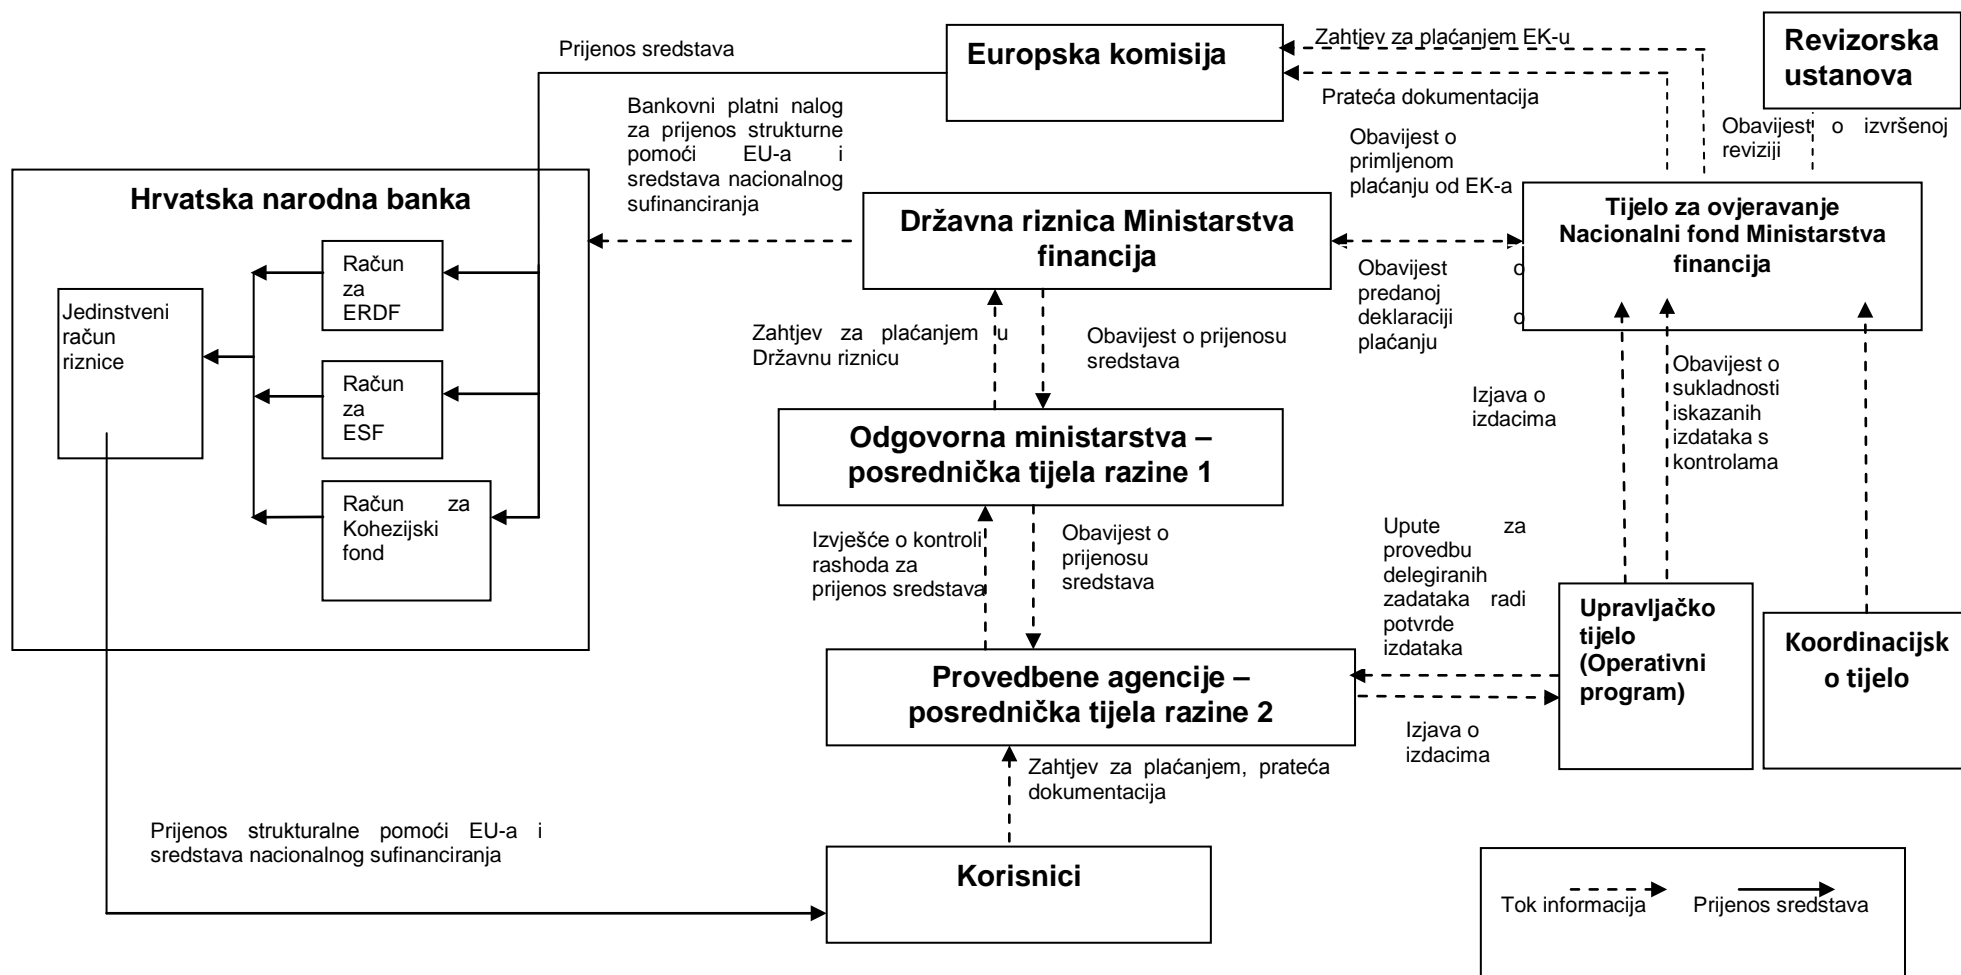 Prijenos sredstava
Europska komisija
Zahtjev za plaćanjem EK-u
Prateća dokumentacija
Revizorska
ustanova
Obavijest o izvršenoj
reviziji
Bankovni platni nalog
za prijenos strukturne
pomoći EU-a i
sredstava nacionalnog
sufinanciranja
Obavijest o
primljenom
plaćanju od EK-a
Hrvatska narodna banka
Državna riznica Ministarstva
financija
Tijelo za ovjeravanje
Nacionalni fond Ministarstva
financija
Račun
za
ERDF
Jedinstveni
račun
riznice
Račun
za
ESF
Račun za
Kohezijski
fond
Zahtjev za plaćanjem u
Državnu riznicu
Obavijest o prijenosu
sredstava
Obavijest o
predanoj
deklaraciji o
plaćanju
Izjava o
izdacima
Obavijest o
sukladnosti
iskazanih
izdataka s
kontrolama
Odgovorna ministarstva –
posrednička tijela razine 1
Izvješće o kontroli
rashoda za
prijenos sredstava
Obavijest o
prijenosu
sredstava
Upute za
provedbu
delegiranih
zadataka radi
potvrde
izdataka
Upravljačko
tijelo
(Operativni
program)
Koordinacijsk
o tijelo
Provedbene agencije –
posrednička tijela razine 2
Izjava o
izdacima
Zahtjev za plaćanjem, prateća
dokumentacija
Prijenos strukturalne pomoći EU-a i
sredstava nacionalnog sufinanciranja
Korisnici
Tok informacija
Prijenos sredstava